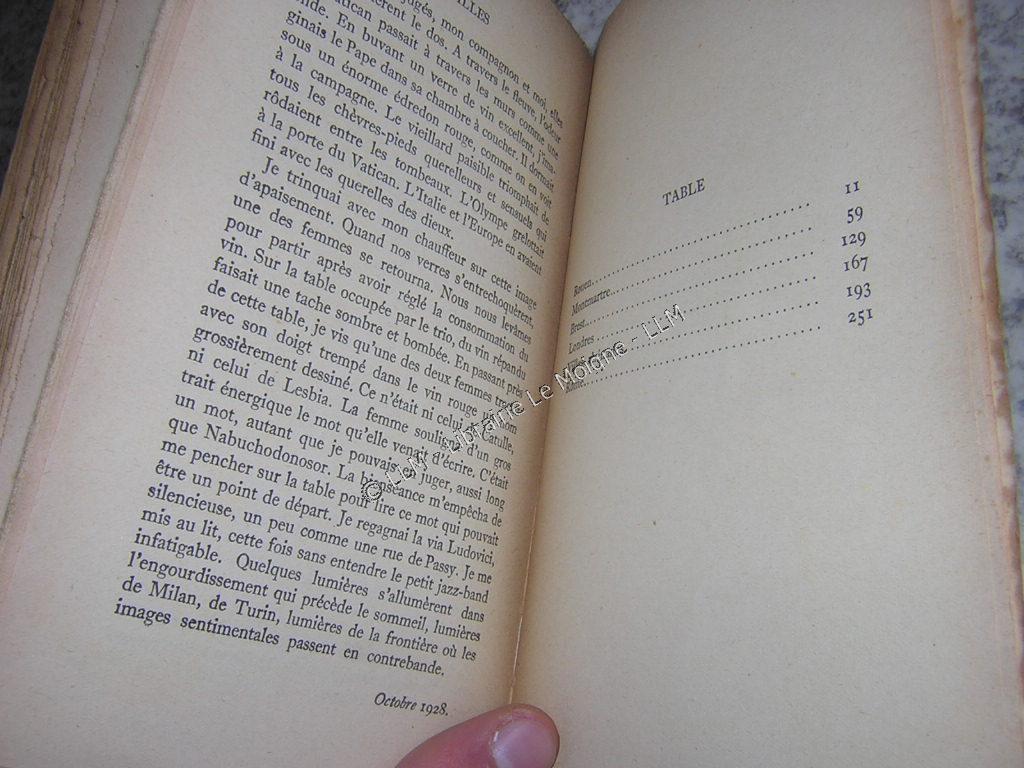 ILLES
jugés, mon compagnon et moi, elles
le dos. A travers le fleuve, l'odeur
passait à travers les murs comme une
onde. En buvant un verre de vin excellent, j'ima-
ginais le Pape dans sa chambre à coucher. Il dormait
sous un énorme édredon rouge, comme on en voit
à la campagne. Le vieillard paisible triomphait de
tous les chèvres-pieds querelleurs et sensuels qui
rôdaient entre les tombeaux. L'Olympe grelottait
à la porte du Vatican. L'Italie et l'Europe en avaient
fini avec les querelles des dieux.
Je trinquai avec mon chauffeur sur cette image
d'apaisement. Quand nos verres s'entrechoquèrent,
une des femmes se retourna. Nous nous levâmes
pour partir après avoir réglé la consommation du
vin. Sur la table occupée par le trio, du vin répandu
faisait une tache sombre et bombée. En passant près
de cette table, je vis qu'une des deux femmes traçait
avec son doigt trempé dans le vin rouge un nom
grossièrement dessiné. Ce n'était ni celui de Catulle,
ni celui de Lesbia. La femme souligna d'un gros
trait énergique le mot qu'elle venait d'écrire. C'était
un mot, autant que je pouvais en juger, aussi long
que Nabuchodonosor. La bienséance m'empêcha de
me pencher sur la table pour lire ce mot qui pouvait
être un point de départ. Je regagnai la via Ludovici,
silencieuse, un peu comme une rue de Passy. Je me
mis au lit, cette fois sans entendre le petit jazz-band
infatigable. Quelques lumières s'allumèrent dans
l'engourdissement qui précède le sommeil, lumières
de Milan, de Turin, lumières de la frontière où les
images sentimentales passent en contrebande.
Octobre 1928.
TABLE
Rouen 11
Montmartre 59
Brest 129
Londres 167
193
251
© LLM - Librairie Le Moigne - LLM